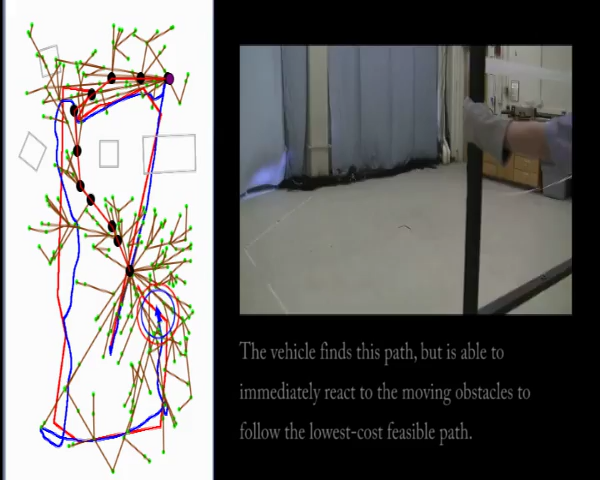 The vehicle finds this path, but is able to
immediately react to the moving obstacles to
follow the lowest-cost feasible path.